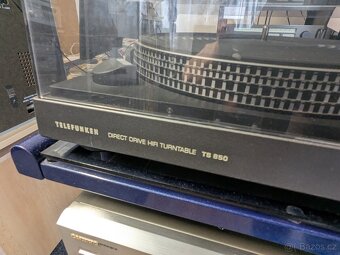 TELEFUNKEN DIRECT DRIVE HiFi TURNTABLE TS 850
bazos.cz